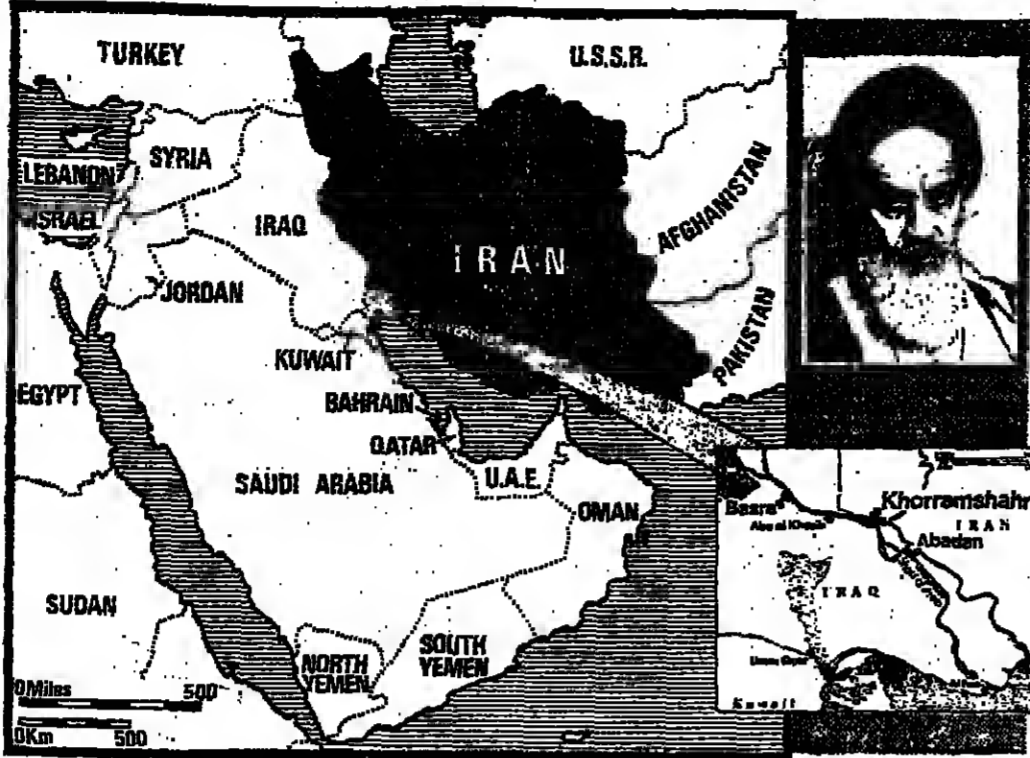 TURKEY
U.S.S.R.
SYRIA
LEBANON
ISRAEL
IRAQ
IRAN
AFGHANISTAN
JORDAN
PAKISTAN
KUWAIT
EGYPT
BAHRAIN
QATAR
SAUDI ARABIA
U.A.E.
OMAN
SUDAN
NORTH
YEMEN
SOUTH
YEMEN
0Miles 500
0Km 500
Basra
Khorramshahr
IRAN
Abadan
IRAQ
Kuwait